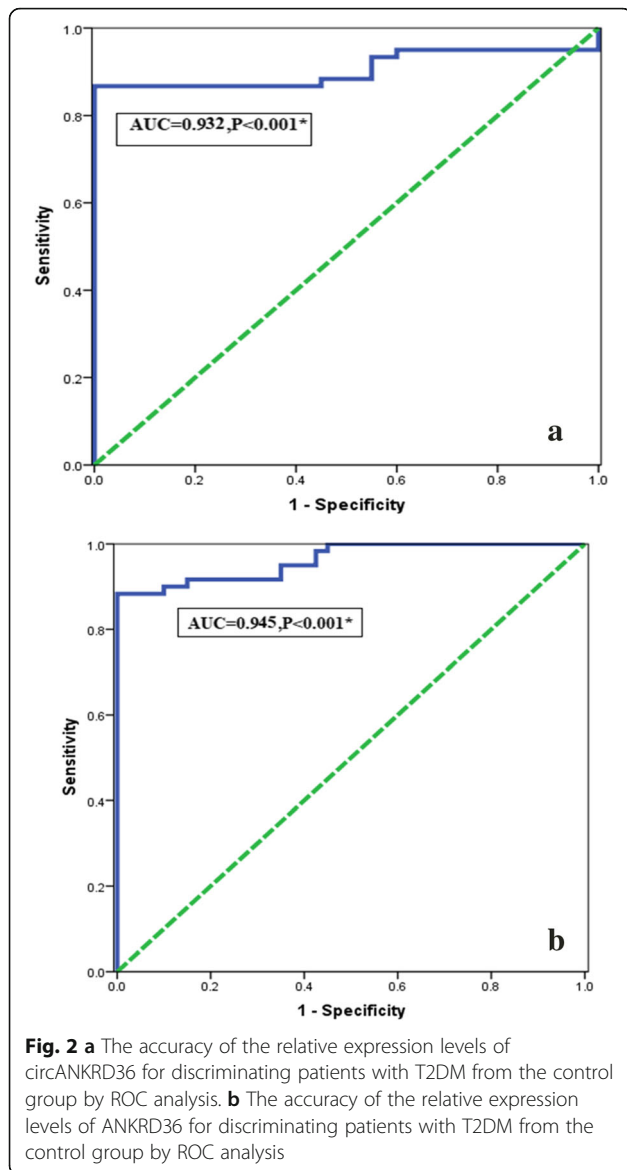 1.0
0.8
0.6
0.4
0.2
0.0
Sensitivity
AUC=0.932,P<0.001*
a
0.0 0.2 0.4 0.6 0.8 1.0
1 - Specificity
1.0
0.8
0.6
0.4
0.2
0.0
Sensitivity
AUC=0.945,P<0.001*
b
0.0 0.2 0.4 0.6 0.8 1.0
1 - Specificity
Fig. 2 a The accuracy of the relative expression levels of
circANKRD36 for discriminating patients with T2DM from the control
group by ROC analysis. b The accuracy of the relative expression
levels of ANKRD36 for discriminating patients with T2DM from the
control group by ROC analysis